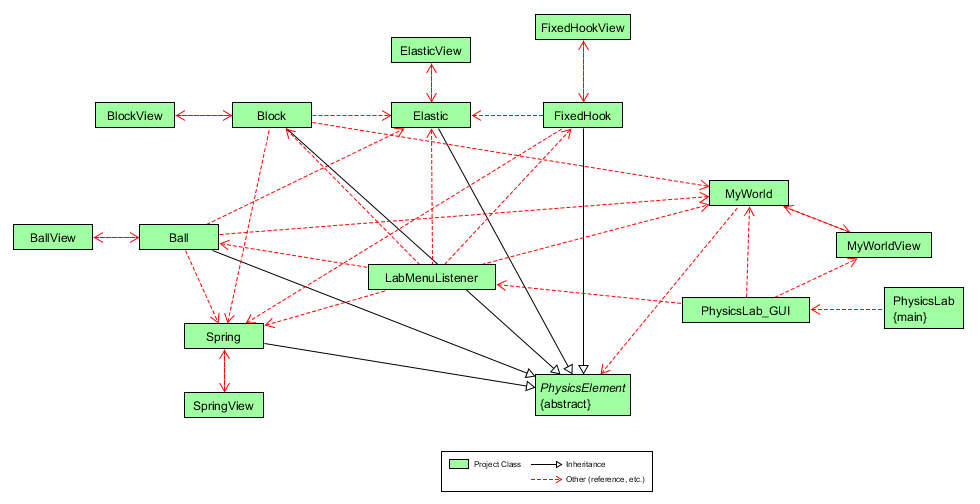 FixedHookView
ElasticView
BlockView
Block
Elastic
FixedHook
MyWorld
BallView
Ball
MyWorldView
LabMenuListener
PhysicsLab_GUI
PhysicsLab
{main}
Spring
PhysicsElement
{abstract}
SpringView
Project Class
Inheritance
Other (reference, etc.)